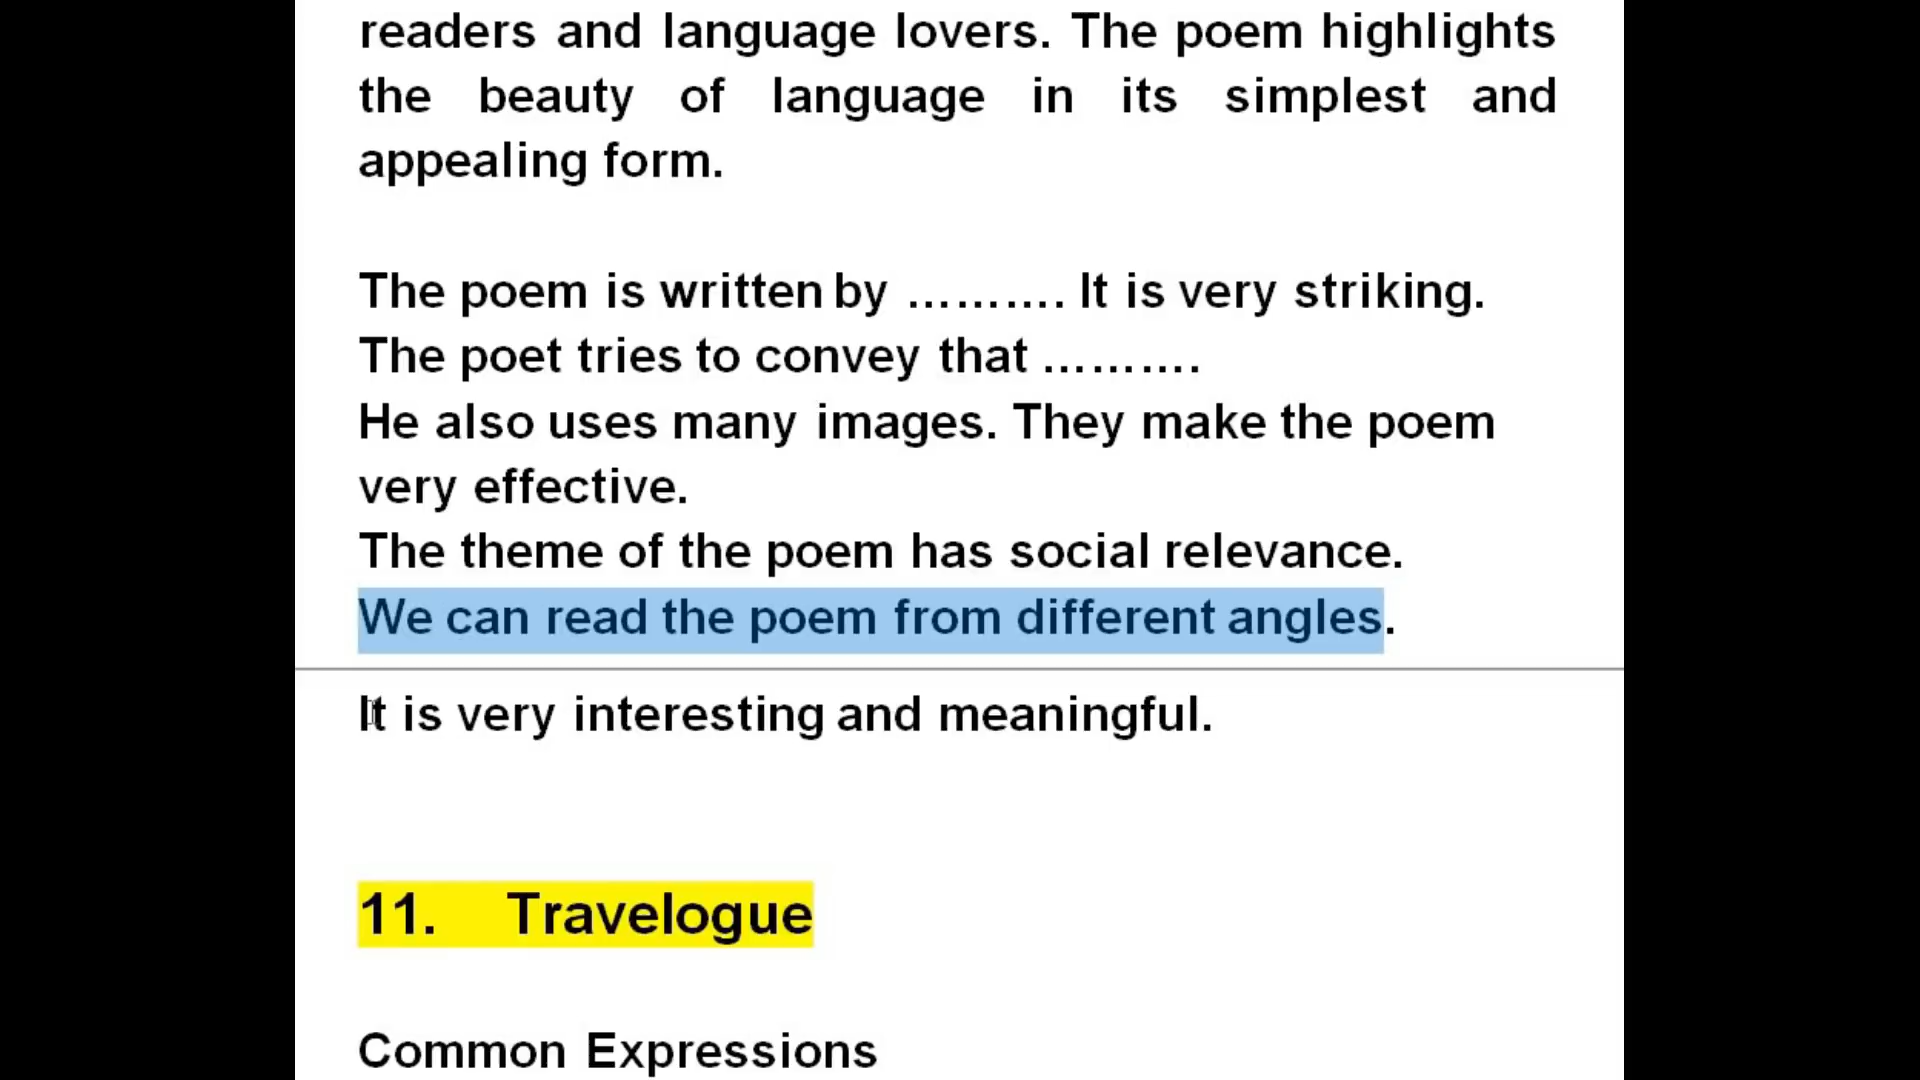 readers and language lovers. The poem highlights
the beauty of language in its simplest and
appealing form.
The poem is written by ………. It is very striking.
The poet tries to convey that ……….
He also uses many images. They make the poem
very effective.
The theme of the poem has social relevance.
We can read the poem from different angles.
It is very interesting and meaningful.
11. Travelogue
Common Expressions